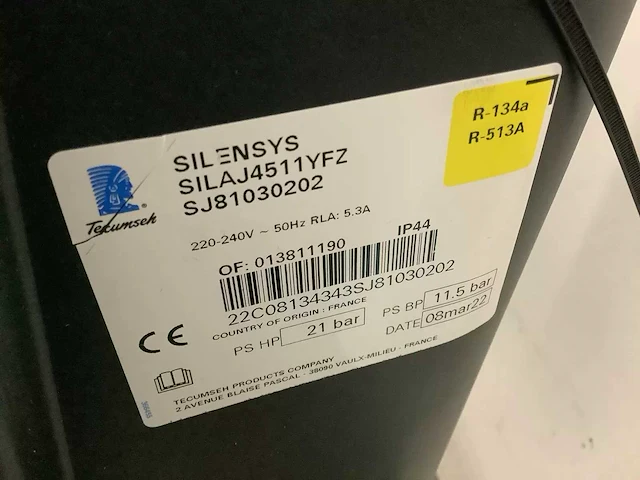 R-134a
R-513A
Tecumseh ®
SILENSYS
SILAJ4511YFZ
SJ81030202
220-240V ~ 50Hz RLA: 5.3A
IP44
OF: 013811190
22C08134343SJ81030202
COUNTRY OF ORIGIN : FRANCE
CE
PS HP 21 bar
PS BP 11.5 bar
DATE 08mar22
TECUMSEH PRODUCTS COMPANY
2 AVENUE BLAISE PASCAL - 38090 VAULX-MILIEU - FRANCE